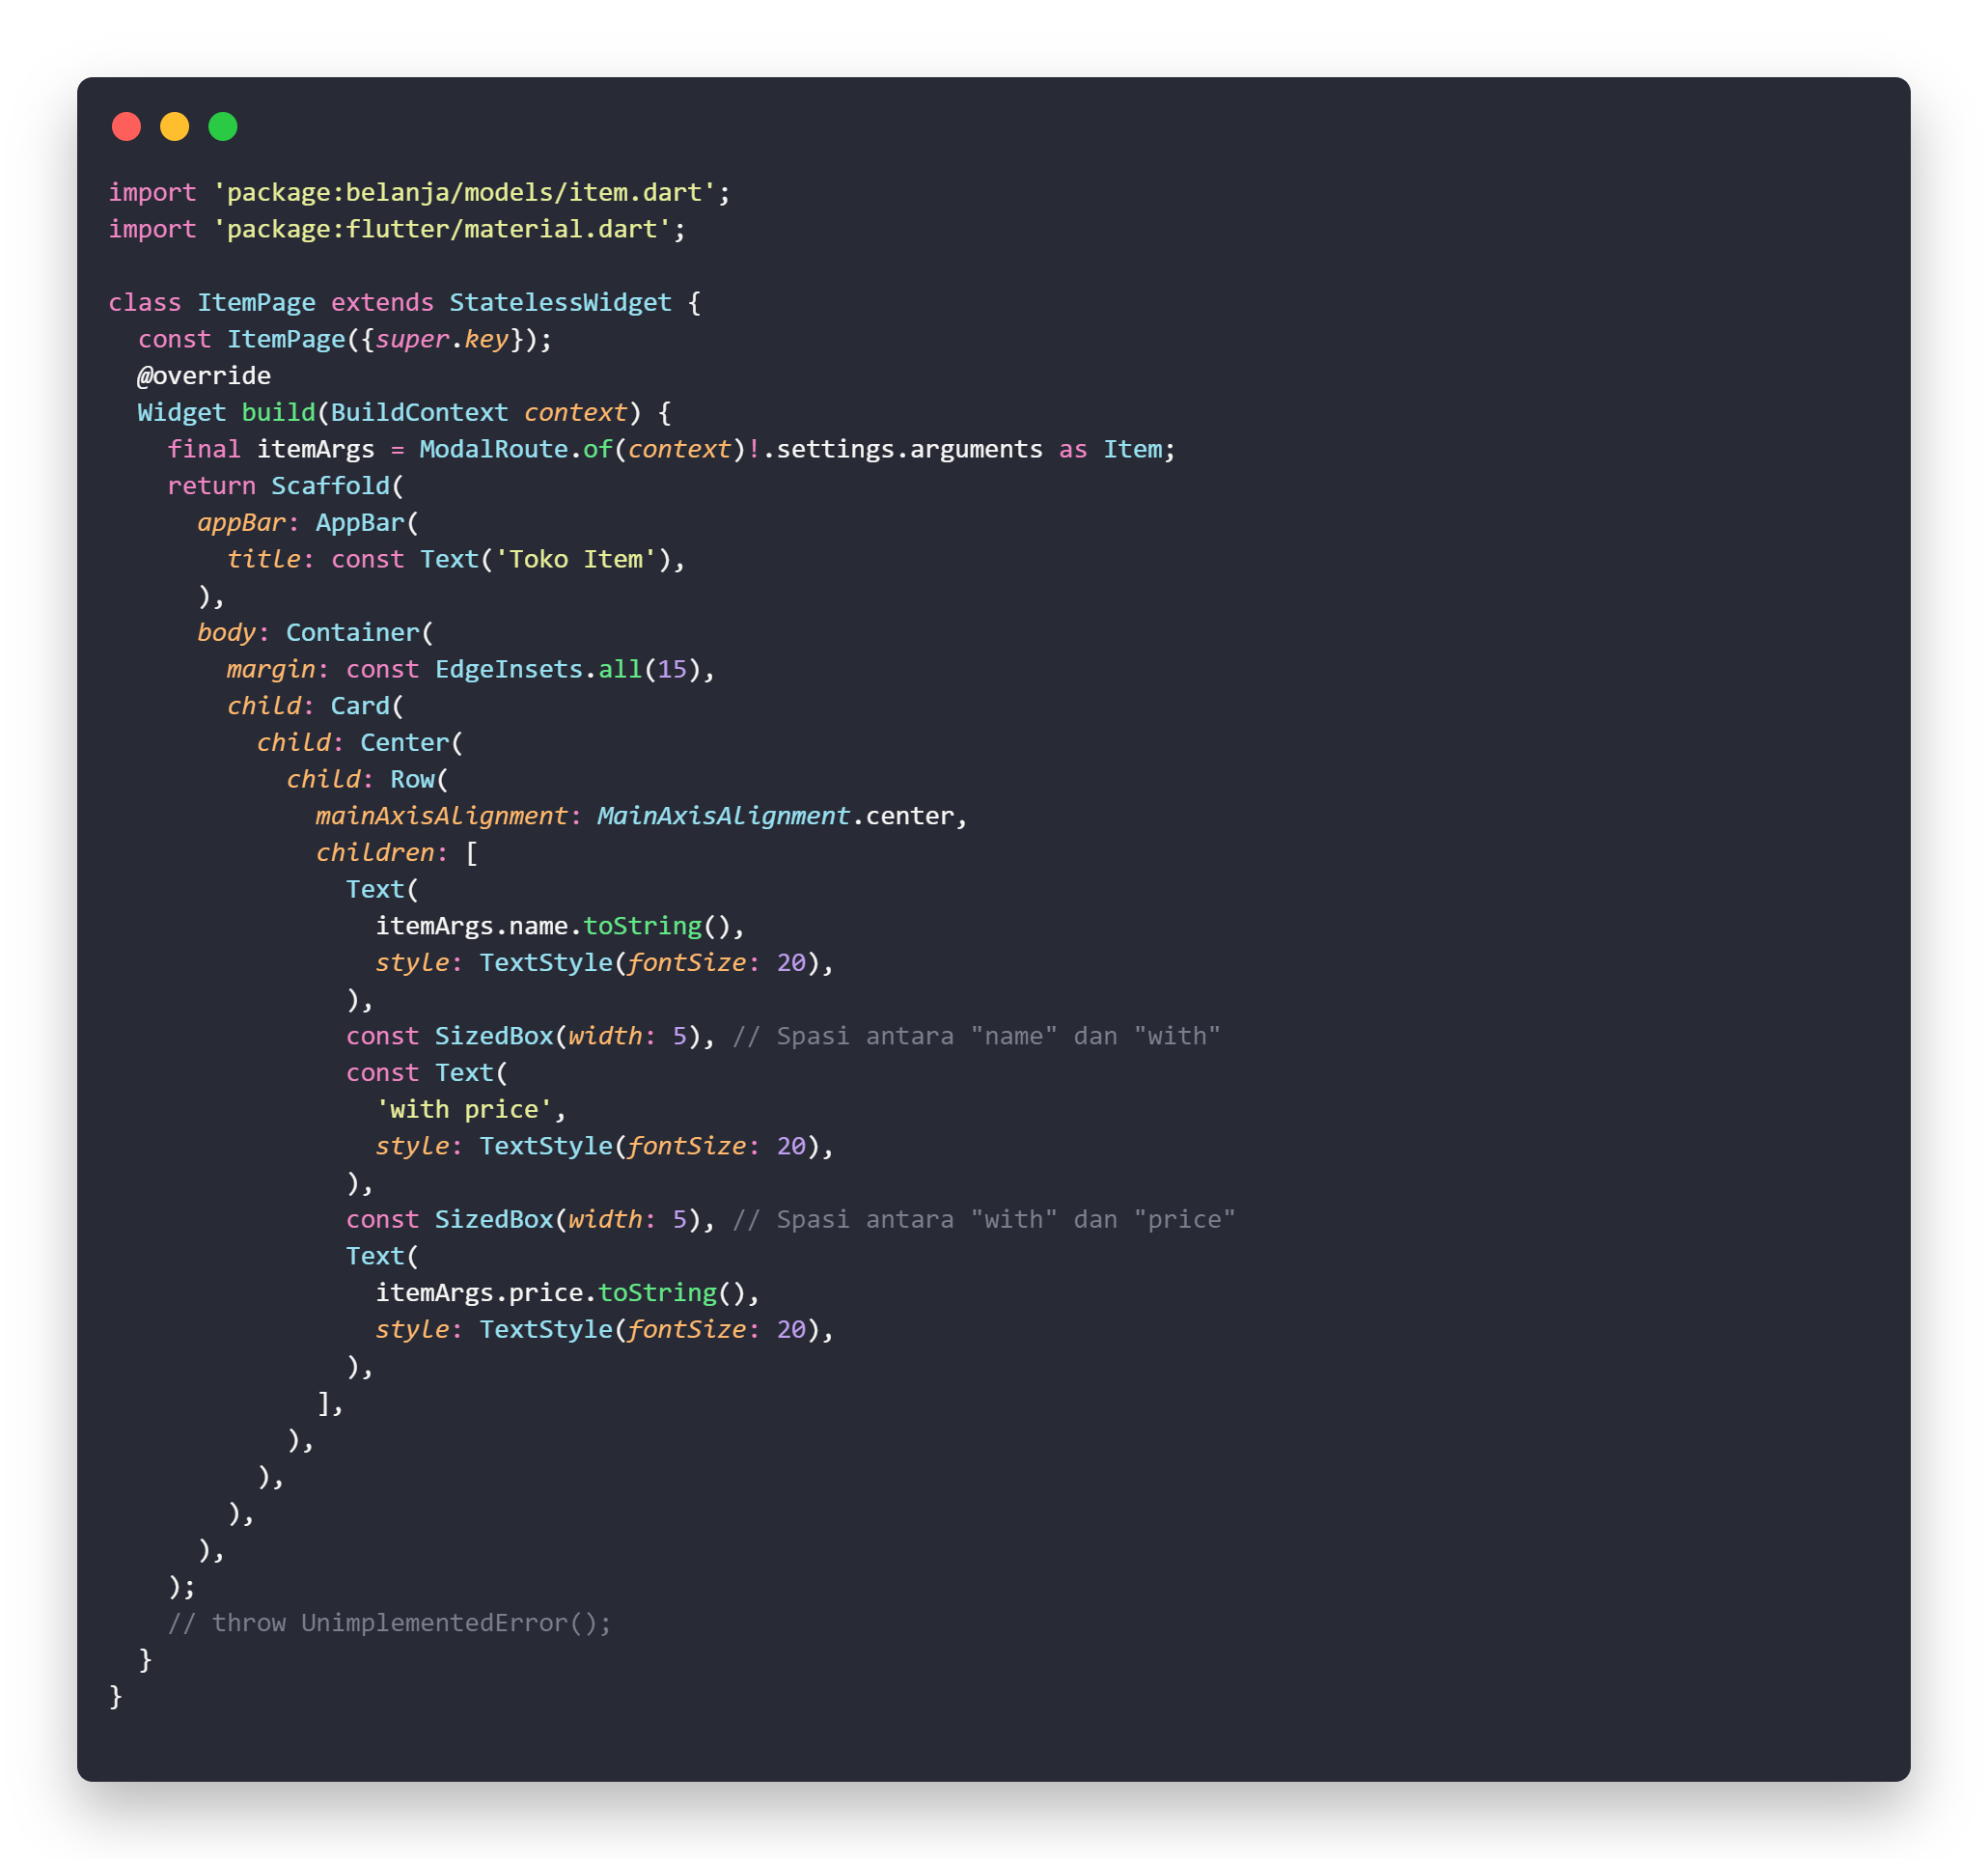 import 'package:belanja/models/item.dart';
import 'package:flutter/material.dart';

class ItemPage extends StatelessWidget {
  const ItemPage({super.key});
  @override
  Widget build(BuildContext context) {
    final itemArgs = ModalRoute.of(context)!.settings.arguments as Item;
    return Scaffold(
      appBar: AppBar(
        title: const Text('Toko Item'),
      ),
      body: Container(
        margin: const EdgeInsets.all(15),
        child: Card(
          child: Center(
            child: Row(
              mainAxisAlignment: MainAxisAlignment.center,
              children: [
                Text(
                  itemArgs.name.toString(),
                  style: TextStyle(fontSize: 20),
                ),
                const SizedBox(width: 5), // Spasi antara "name" dan "with"
                const Text(
                  'with price',
                  style: TextStyle(fontSize: 20),
                ),
                const SizedBox(width: 5), // Spasi antara "with" dan "price"
                Text(
                  itemArgs.price.toString(),
                  style: TextStyle(fontSize: 20),
                ),
              ],
            ),
          ),
        ),
      ),
    );
    // throw UnimplementedError();
  }
}